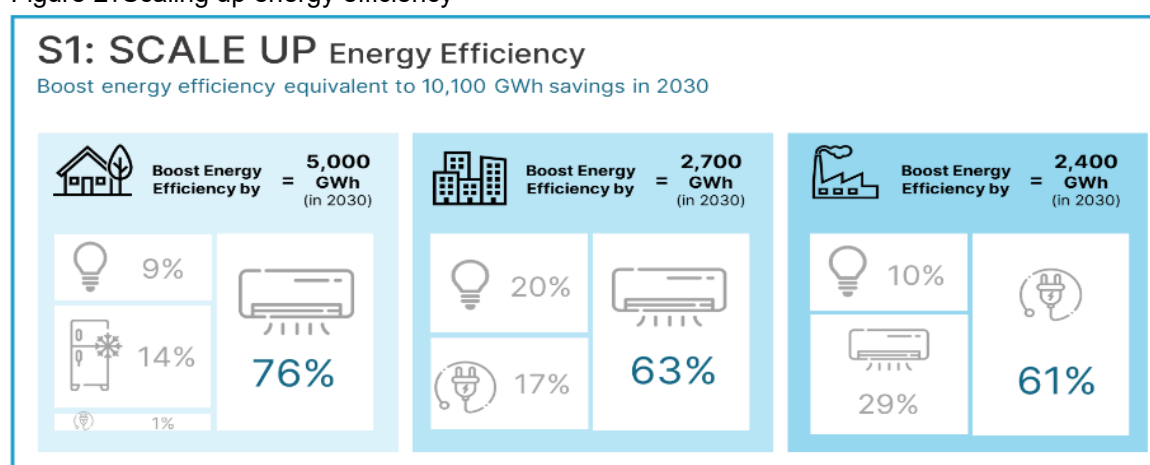 S1: SCALE UP Energy Efficiency
Boost energy efficiency equivalent to 10,100 GWh savings in 2030
Boost Energy
Efficiency by
=
5,000
GWh
(in 2030)
9%
14%
1%
76%
Boost Energy
Efficiency by
=
2,700
GWh
(in 2030)
20%
17%
63%
Boost Energy
Efficiency by
=
2,400
GWh
(in 2030)
10%
29%
61%